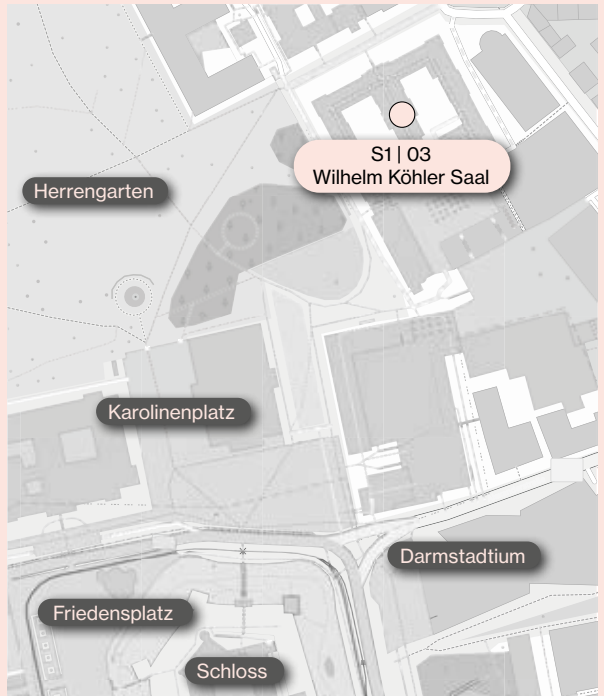 S1 | 03
Wilhelm Köhler Saal
Herrengarten
Karolinenplatz
Darmstadtium
Friedensplatz
Schloss